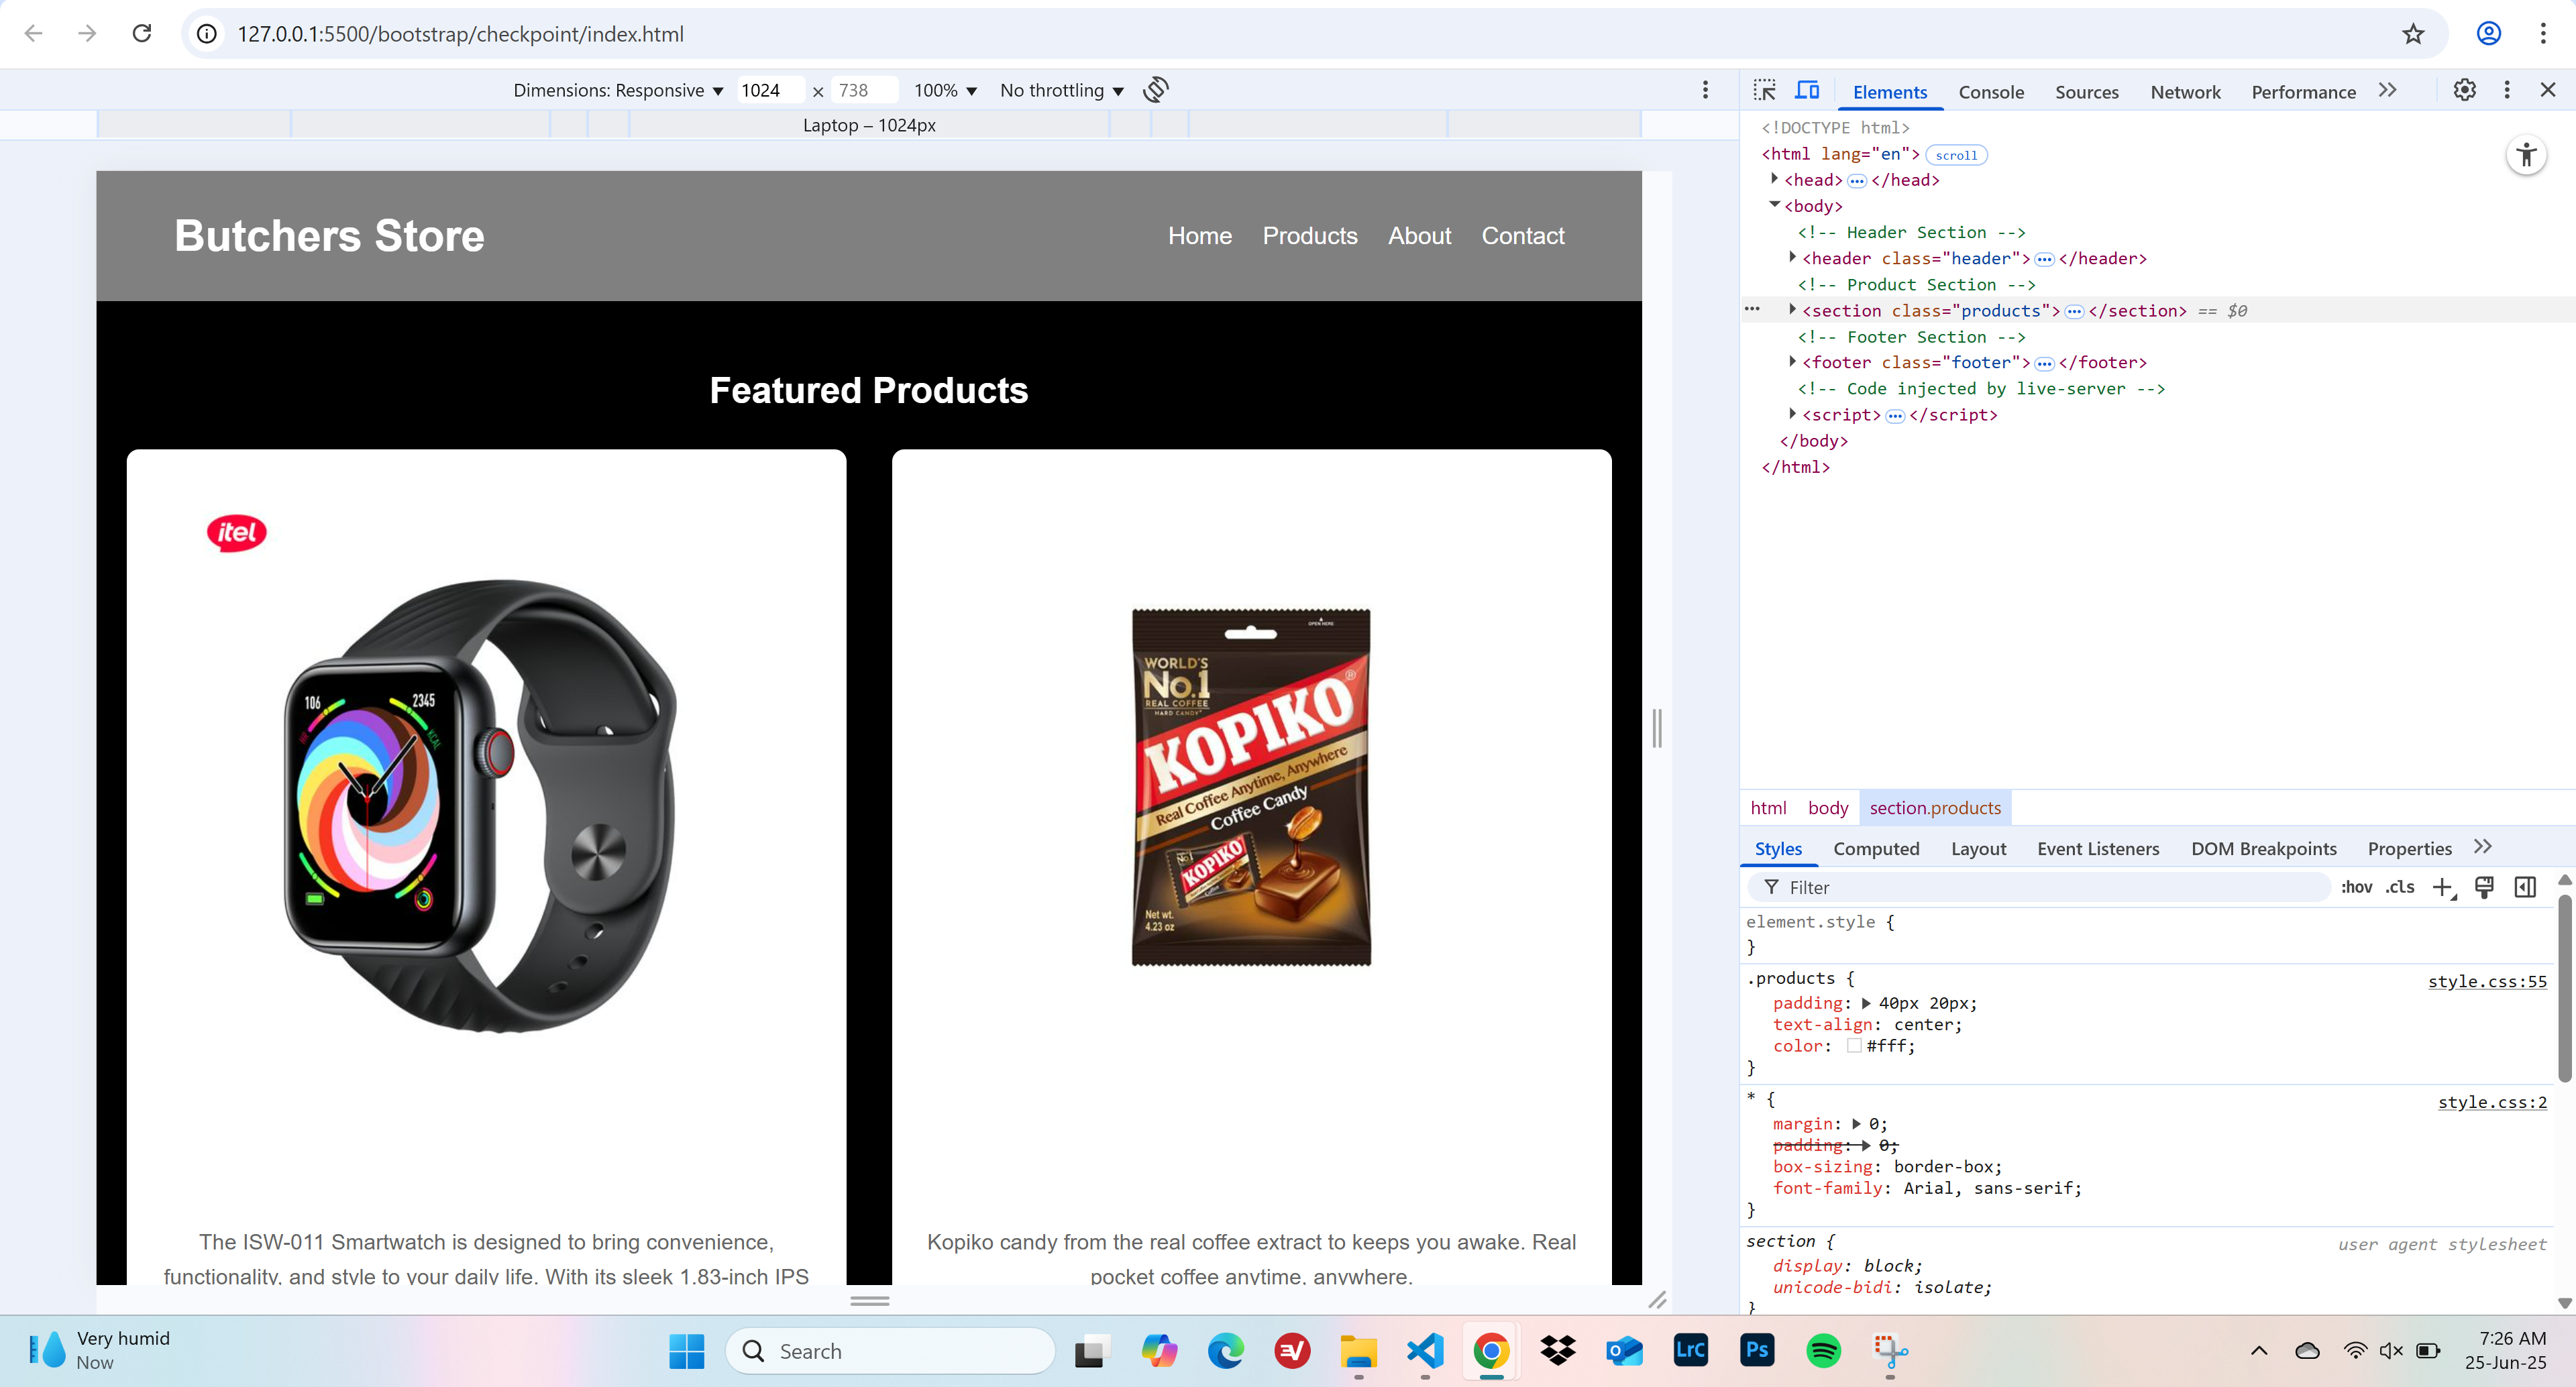 127.0.0.1:5500/bootstrap/checkpoint/index.html
Dimensions: Responsive ▼ 1024 × 738 100% ▼ No throttling ▼
Laptop – 1024px
Butchers Store
Home Products About Contact
Featured Products
itel
106
2345
KCAL
OPEN HERE
WORLD'S
No.1
REAL COFFEE
HARD CANDY
KOPIKO®
Real Coffee Anytime, Anywhere
Coffee Candy
No.1
KOPIKO
Net wt.
4.23 oz
The ISW-011 Smartwatch is designed to bring convenience,
functionality, and style to your daily life. With its sleek 1.83-inch IPS
Kopiko candy from the real coffee extract to keeps you awake. Real
pocket coffee anytime, anywhere.
Elements Console Sources Network Performance
<!DOCTYPE html>
<html lang="en"> scroll
<head> ··· </head>
<body>
<!-- Header Section -->
<header class="header"> ··· </header>
<!-- Product Section -->
··· <section class="products"> ··· </section> == $0
<!-- Footer Section -->
<footer class="footer"> ··· </footer>
<!-- Code injected by live-server -->
<script> ··· </script>
</body>
</html>
html body section.products
Styles Computed Layout Event Listeners DOM Breakpoints Properties
Filter :hov .cls
element.style {
}
.products { style.css:55
padding: 40px 20px;
text-align: center;
color: #fff;
}
* { style.css:2
margin: 0;
padding: 0;
box-sizing: border-box;
font-family: Arial, sans-serif;
}
section { user agent stylesheet
display: block;
unicode-bidi: isolate;
}
Very humid
Now
Search
LrC
Ps
7:26 AM
25-Jun-25